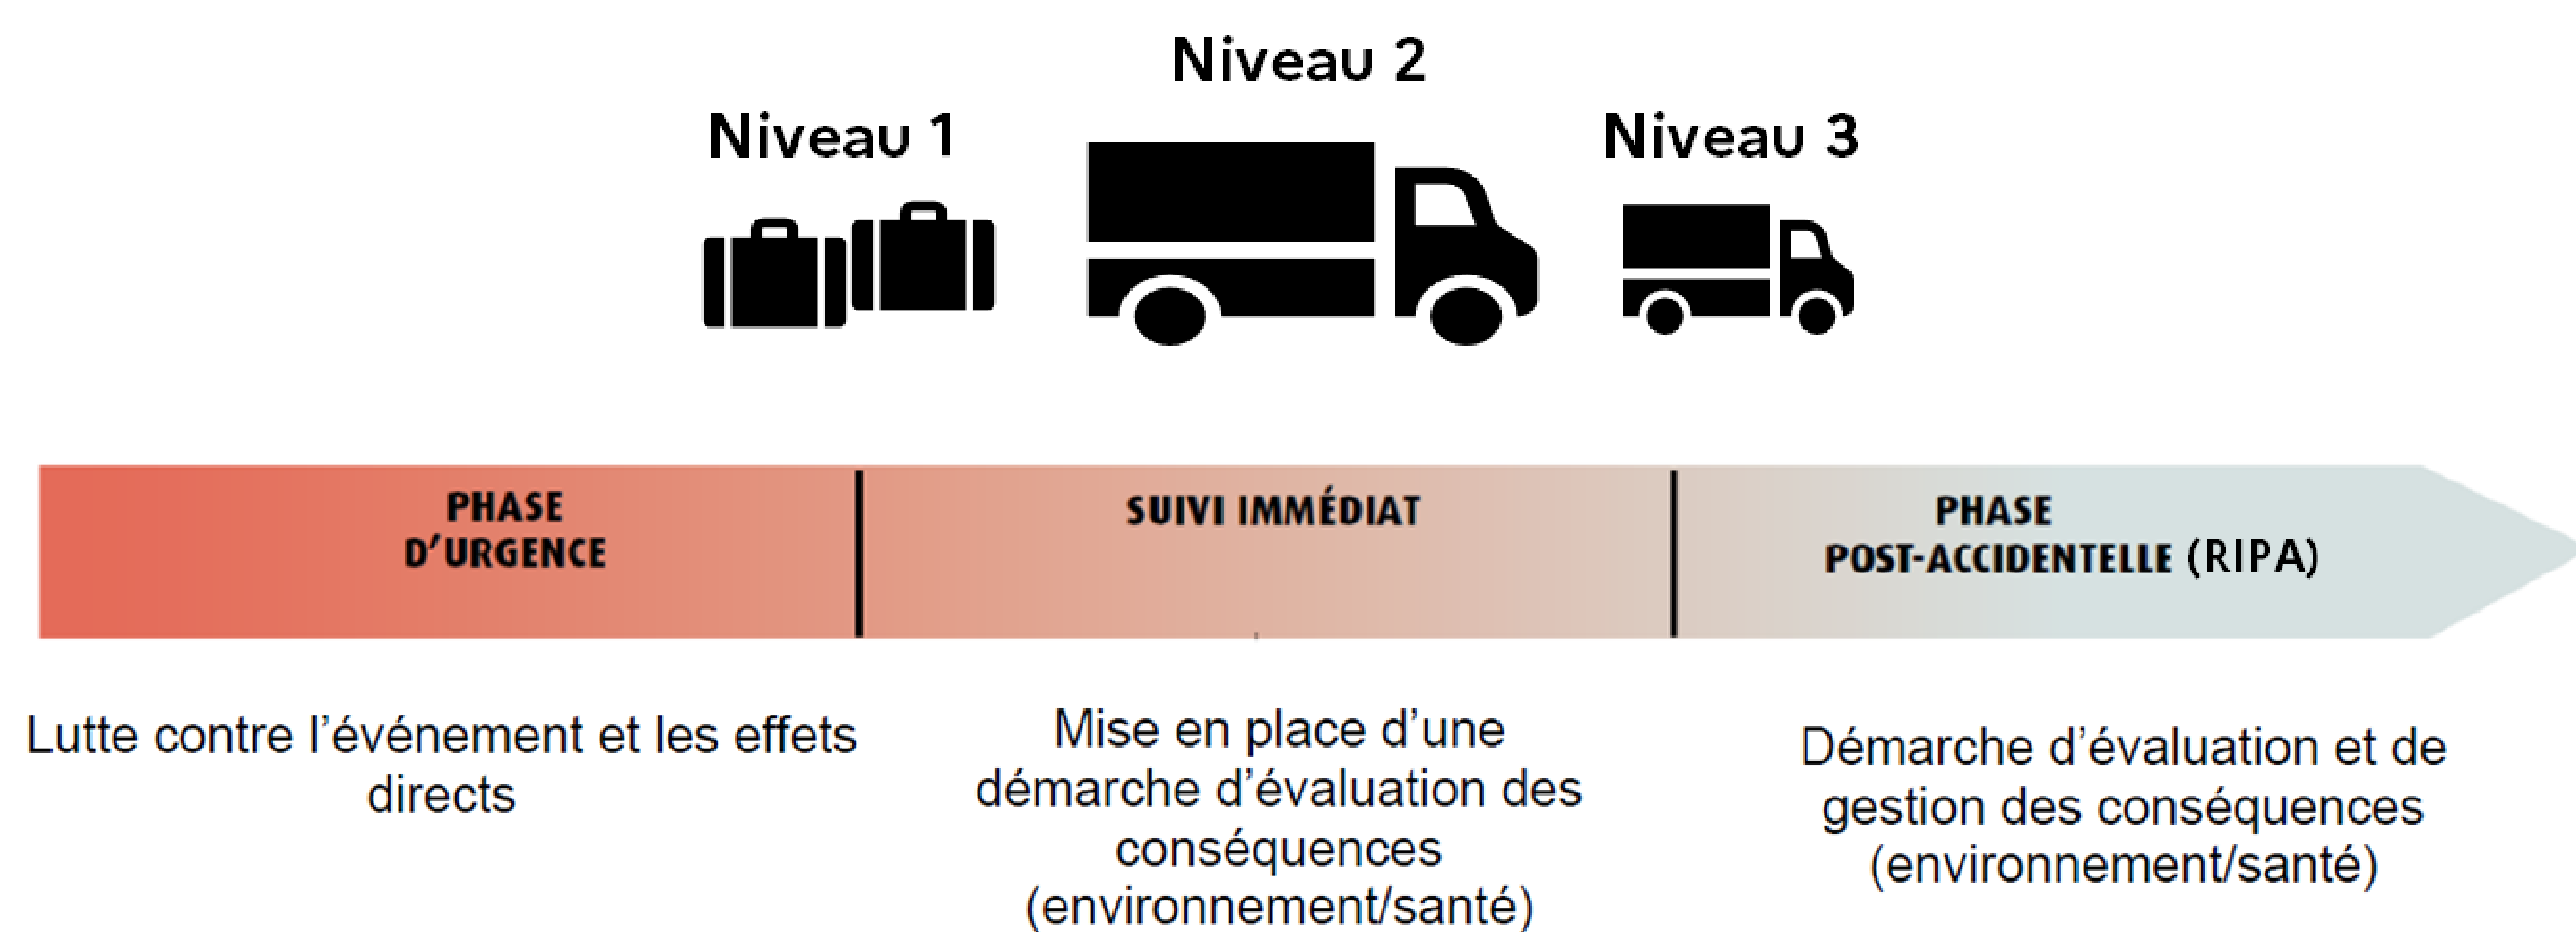 Niveau 1
Niveau 2
Niveau 3
PHASE
D’URGENCE
SUIVI IMMÉDIAT
PHASE
POST-ACCIDENTELLE (RIPA)
Lutte contre l’événement et les effets
directs
Mise en place d’une
démarche d’évaluation des
conséquences
(environnement/santé)
Démarche d’évaluation et de
gestion des conséquences
(environnement/santé)